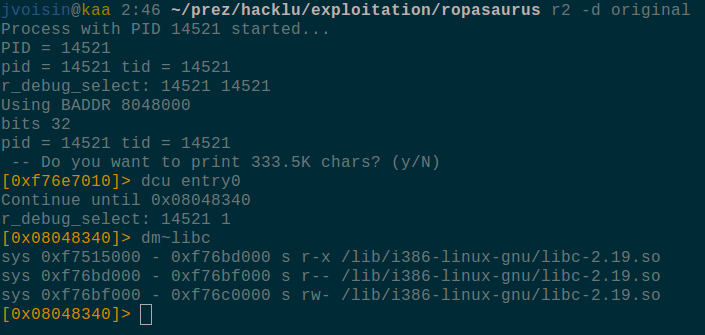 jvoisin@kaa 2:46 ~/prez/hacklu/exploitation/ropasaurus r2 -d original
Process with PID 14521 started...
PID = 14521
pid = 14521 tid = 14521
r_debug_select: 14521 14521
Using BADDR 8048000
bits 32
pid = 14521 tid = 14521
 -- Do you want to print 333.5K chars? (y/N)
[0xf76e7010]> dcu entry0
Continue until 0x08048340
r_debug_select: 14521 1
[0x08048340]> dm~libc
sys 0xf7515000 - 0xf76bd000 s r-x /lib/i386-linux-gnu/libc-2.19.so
sys 0xf76bd000 - 0xf76bf000 s r-- /lib/i386-linux-gnu/libc-2.19.so
sys 0xf76bf000 - 0xf76c0000 s rw- /lib/i386-linux-gnu/libc-2.19.so
[0x08048340]>